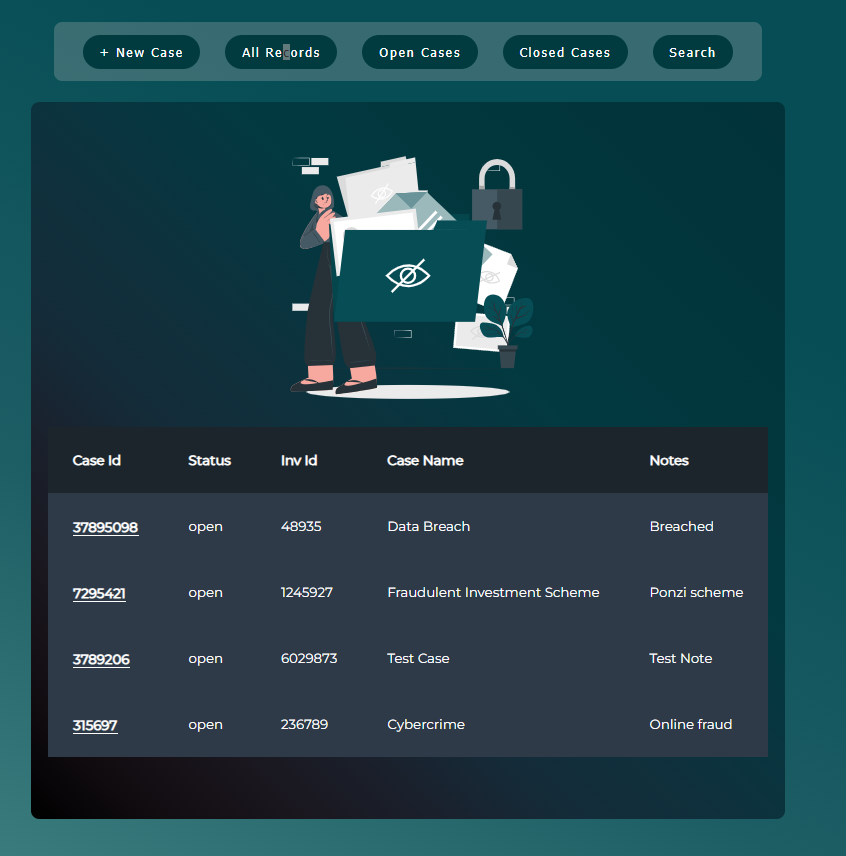 + New Case All Records Open Cases Closed Cases Search
Case Id Status Inv Id Case Name Notes
37895098 open 48935 Data Breach Breached
7295421 open 1245927 Fraudulent Investment Scheme Ponzi scheme
3789206 open 6029873 Test Case Test Note
315697 open 236789 Cybercrime Online fraud